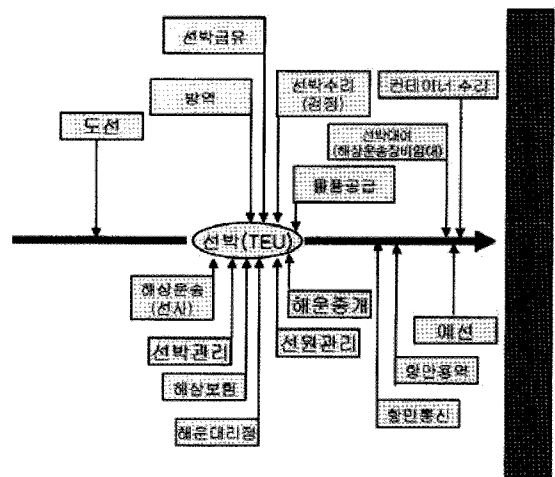 선박급유
방역
선박수리
(검정)
컨테이너 수리
도선
선박대여
(해상운송장비임대)
물품공급
선박(TEU)
해상운송
(선사)
해운중개
선박관리
선원관리
예선
해상보험
항만용역
해운대리점
항만통신